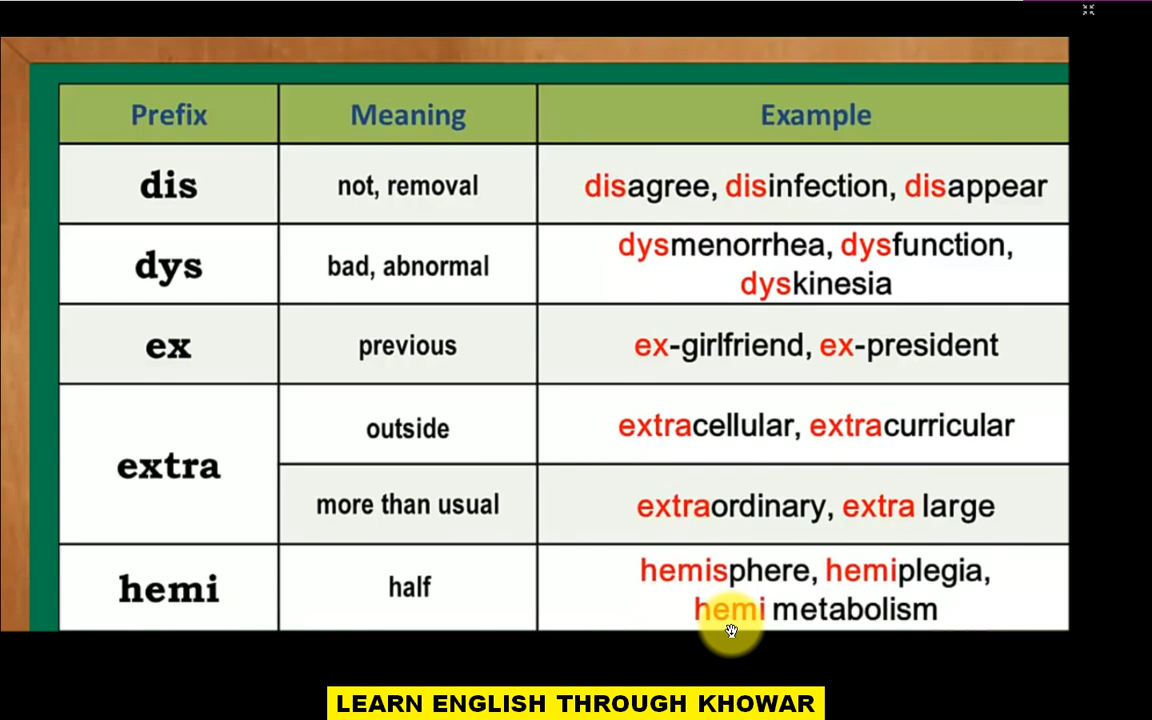 Prefix Meaning Example
dis not, removal disagree, disinfection, disappear
dys bad, abnormal dysmenorrhea, dysfunction,
dyskinesia
ex previous ex-girlfriend, ex-president
extra outside extracellular, extracurricular
more than usual extraordinary, extra large
hemi half hemisphere, hemiplegia,
hemi metabolism
LEARN ENGLISH THROUGH KHOWAR